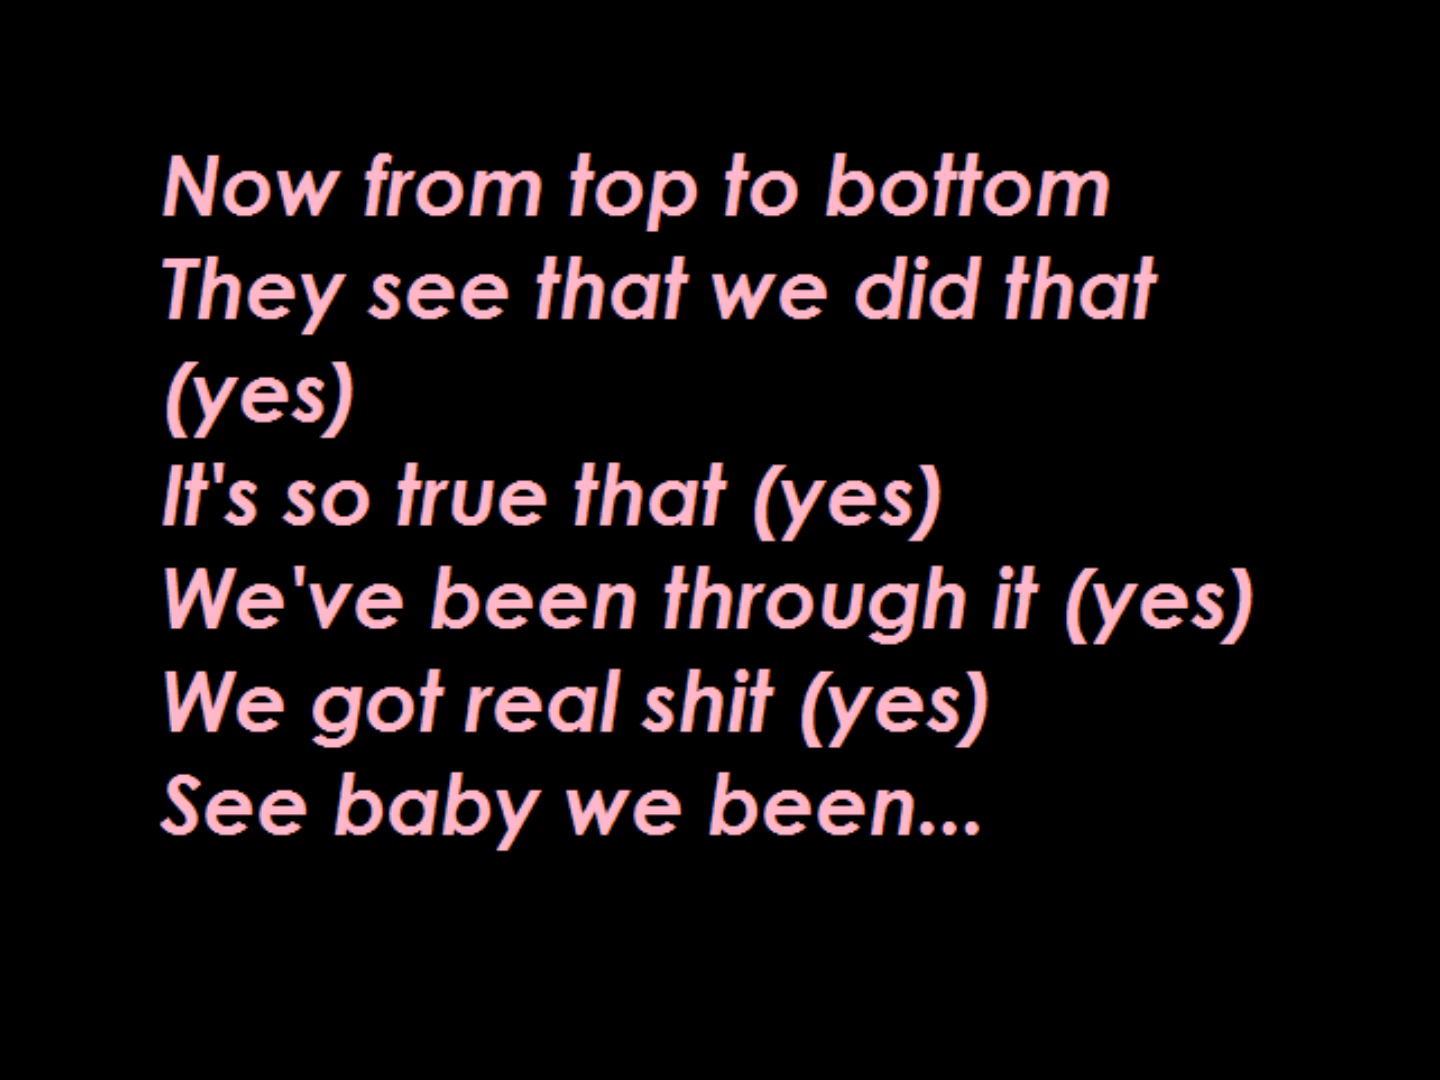 Now from top to bottom
They see that we did that
(yes)
It's so true that (yes)
We've been through it (yes)
We got real shit (yes)
See baby we been...